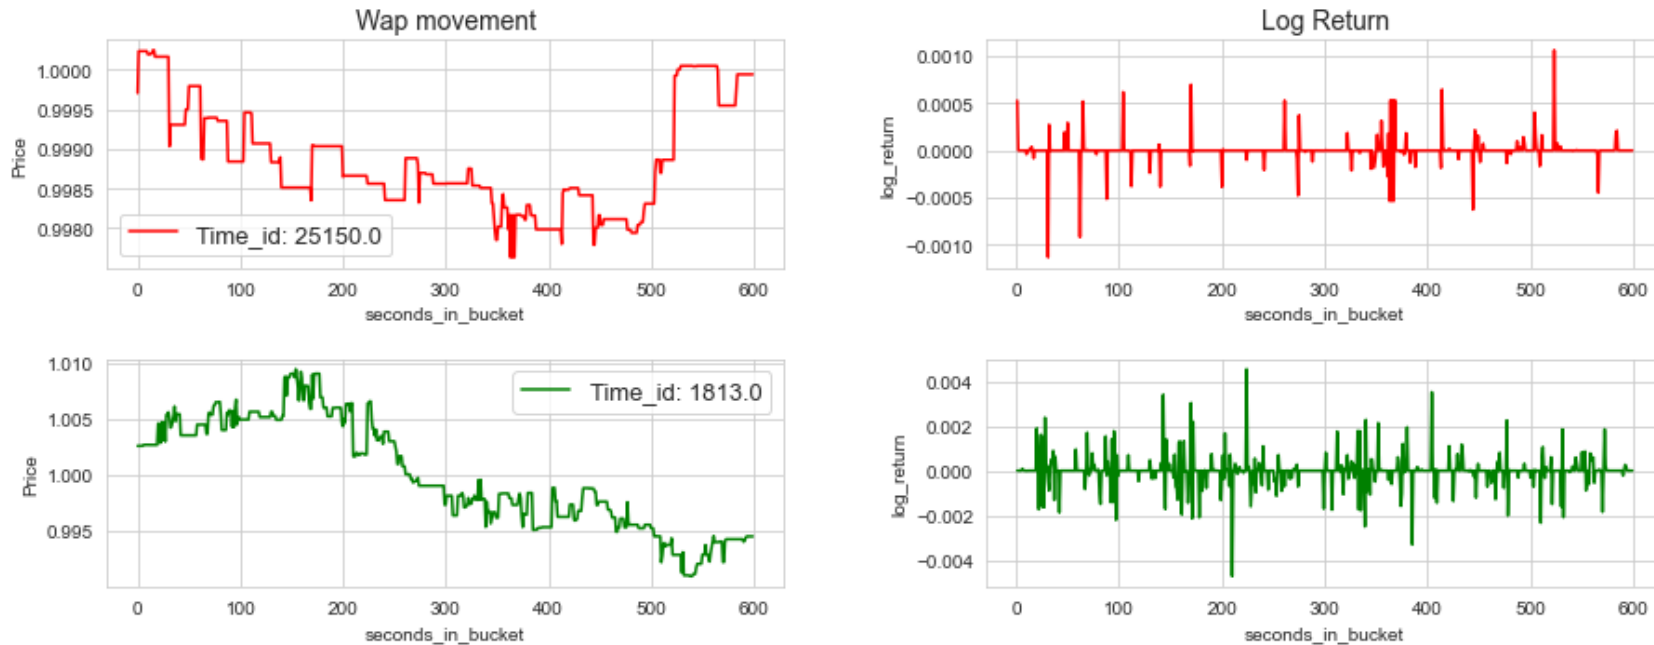 Wap movement
Price
1.0000
0.9995
0.9990
0.9985
0.9980
Time_id: 25150.0
0 100 200 300 400 500 600
seconds_in_bucket
Log Return
log_return
0.0010
0.0005
0.0000
−0.0005
−0.0010
0 100 200 300 400 500 600
seconds_in_bucket
Price
1.010
1.005
1.000
0.995
Time_id: 1813.0
0 100 200 300 400 500 600
seconds_in_bucket
log_return
0.004
0.002
0.000
−0.002
−0.004
0 100 200 300 400 500 600
seconds_in_bucket